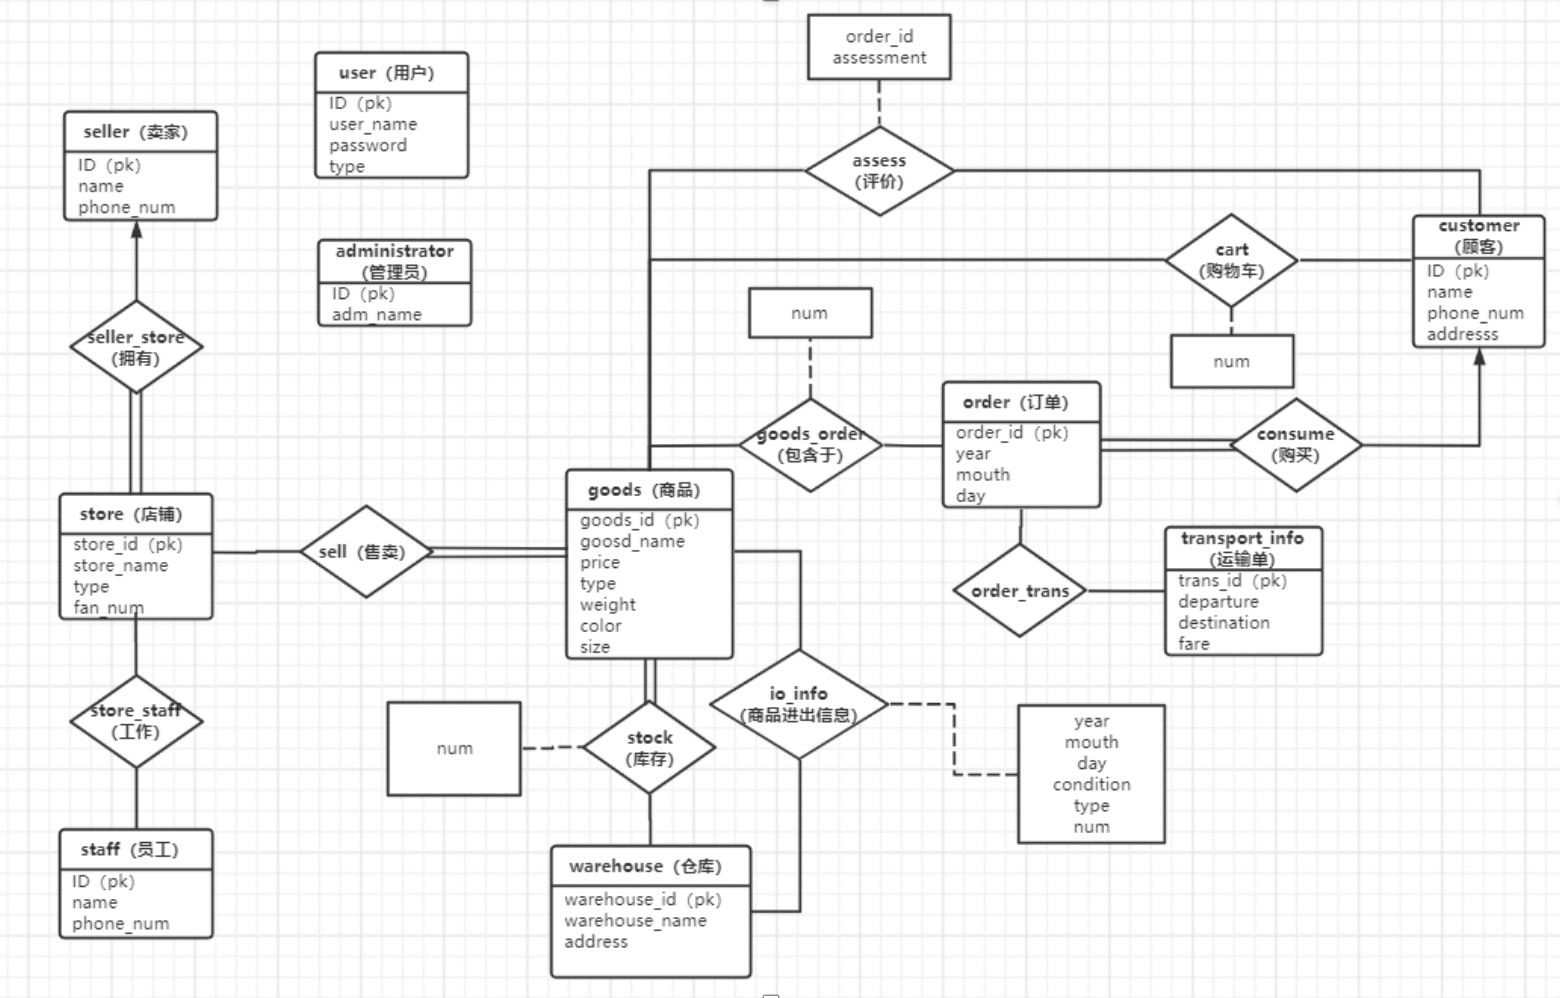 order_id
assessment
user（用户）
ID（pk）
user_name
password
type
seller（卖家）
ID（pk）
name
phone_num
assess
(评价)
administrator
(管理员)
ID（pk）
adm_name
cart
(购物车)
num
customer
(顾客)
ID（pk）
name
phone_num
addresss
num
seller_store
(拥有)
goods_order
(包含于)
order（订单）
order_id（pk）
year
mouth
day
consume
(购买)
store（店铺）
store_id（pk）
store_name
type
fan_num
sell（售卖）
goods（商品）
goods_id（pk）
goosd_name
price
type
weight
color
size
order_trans
transport_info
(运输单)
trans_id（pk）
departure
destination
fare
store_staff
(工作)
num
stock
(库存)
io_info
(商品进出信息)
year
mouth
day
condition
type
num
staff（员工）
ID（pk）
name
phone_num
warehouse（仓库）
warehouse_id（pk）
warehouse_name
address